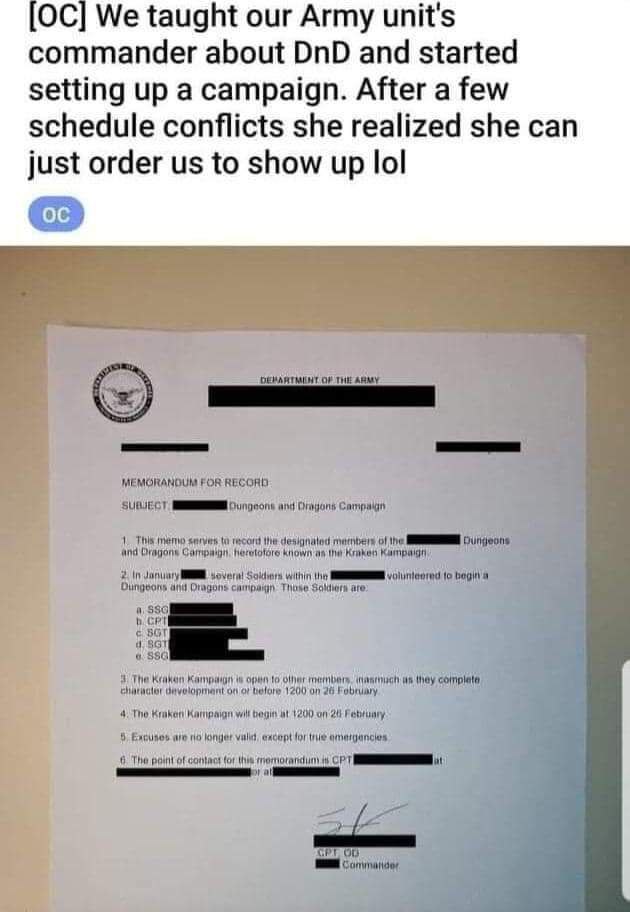 [OC] We taught our Army unit's
commander about DnD and started
setting up a campaign. After a few
schedule conflicts she realized she can
just order us to show up lol
OC
DEPARTMENT OF THE ARMY
MEMORANDUM FOR RECORD
SUBJECT: Dungeons and Dragons Campaign
1. This memo serves to record the designated members of the Dungeons
and Dragons Campaign, heretofore known as the Kraken Kampaign.
2. In January several Soldiers within the volunteered to begin a
Dungeons and Dragons campaign. Those Soldiers are:
a. SSG
b. CPT
c. SGT
d. SGT
e. SSG
3. The Kraken Kampaign is open to other members, inasmuch as they complete
character development on or before 1200 on 26 February.
4. The Kraken Kampaign will begin at 1200 on 26 February.
5. Excuses are no longer valid, except for true emergencies.
6. The point of contact for this memorandum is CPT at
or at
CPT, OD
Commander